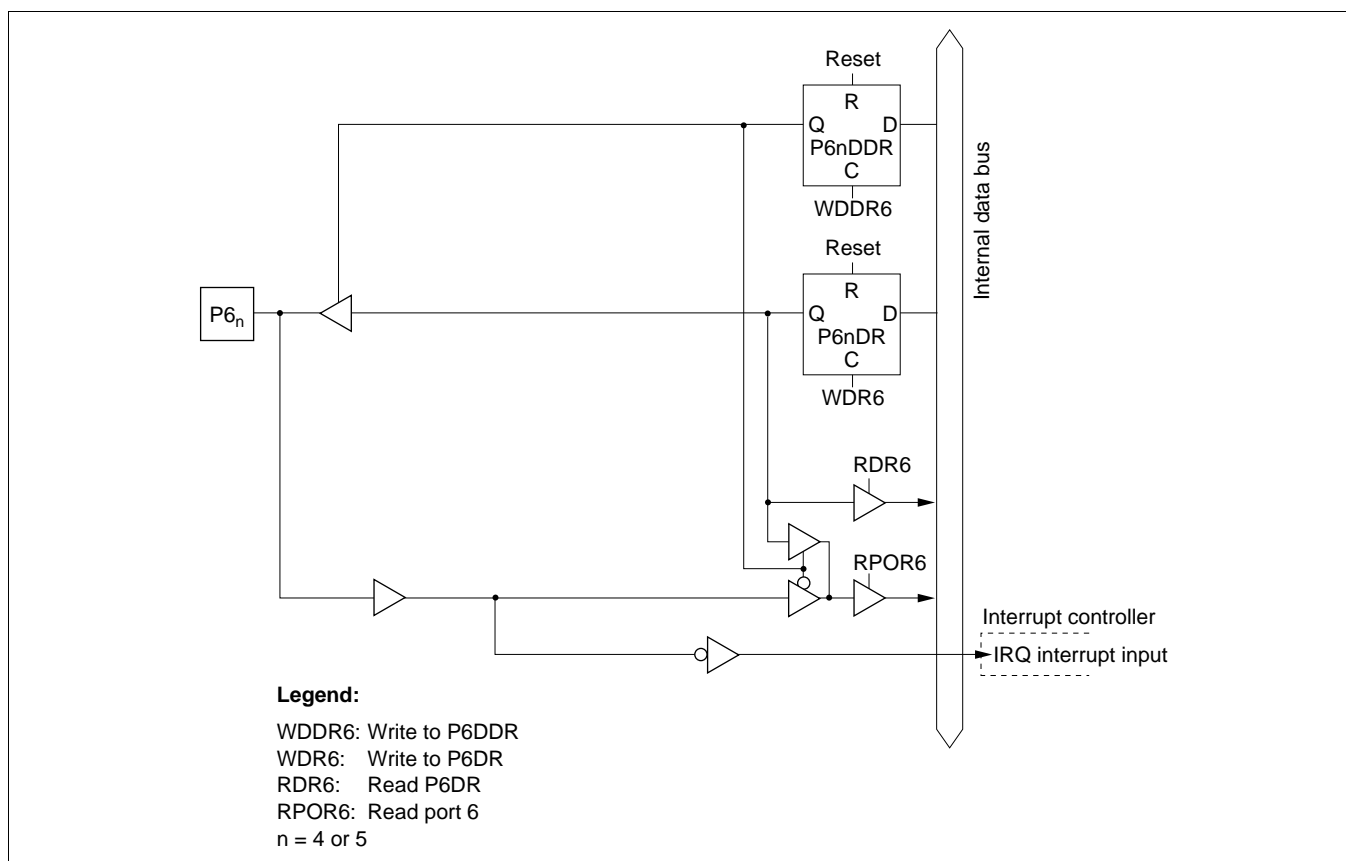 Reset
R
Q D
P6nDDR
C
WDDR6
Internal data bus
Reset
R
Q D
P6nDR
C
WDR6
P6n
RDR6
RPOR6
Interrupt controller
IRQ interrupt input
Legend:
WDDR6: Write to P6DDR
WDR6: Write to P6DR
RDR6: Read P6DR
RPOR6: Read port 6
n = 4 or 5